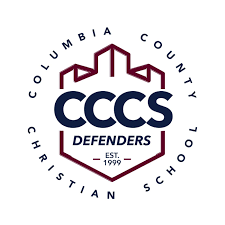 COLUMBIA COUNTY
CCCS
DEFENDERS
EST.
1999
CHRISTIAN SCHOOL